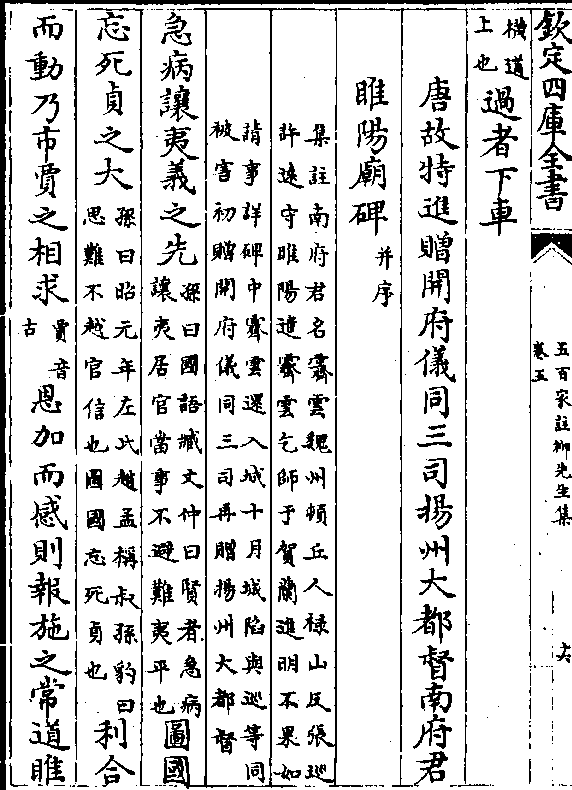 欽定四庫全書
五百家註柳先生集
卷五
十六
横道
上也
過者下車
唐故特進贈開府儀同三司揚州大都督南府君
睢陽廟碑
并序
集註南府君名霽雲魏州頓丘人禄山反張巡
許遠守睢陽遣霽雲乞師于賀蘭進明不果如
請事詳碑中霽雲還入城十月城陷與巡等同
被害初贈開府儀同三司再贈揚州大都督
急病讓夷義之先
孫曰國語臧文仲曰賢者急病
讓夷居官當事不避難夷平也
圖國
忘死貞之大
孫曰昭元年左氏趙孟稱叔孫豹曰
思難不越官信也圖國忘死貞也
利合
而動乃市賈之相求
賈音
古
恩加而感則報施之常道睢